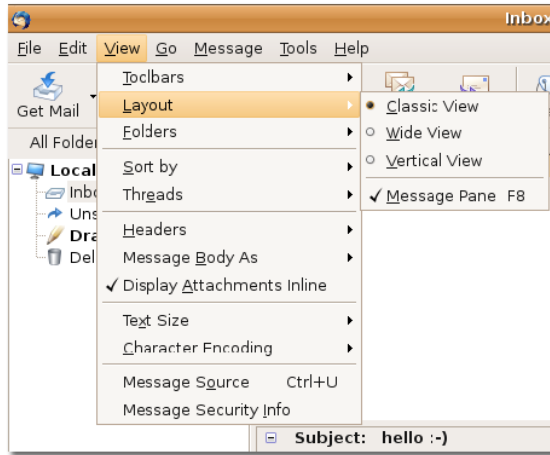 Inbox
File Edit View Go Message Tools Help
Toolbars
Get Mail
Layout
Classic View
All Folde
Folders
Wide View
Vertical View
Local
Sort by
Inbo
Threads
Message Pane F8
Uns
Dra
Headers
Del
Message Body As
Display Attachments Inline
Text Size
Character Encoding
Message Source Ctrl+U
Message Security Info
Subject: hello :-)